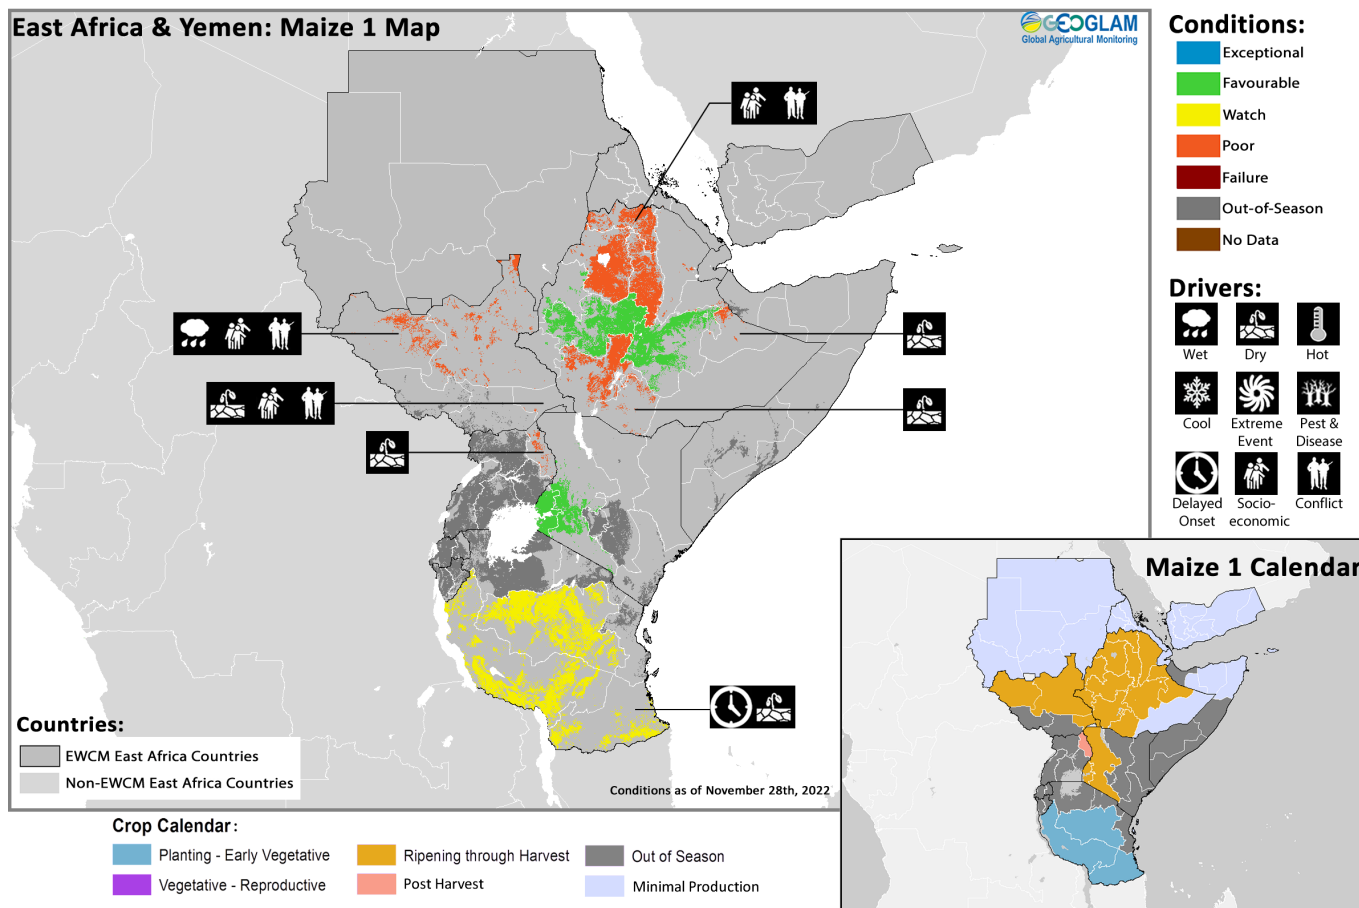 East Africa & Yemen: Maize 1 Map
GEOGLAM
Global Agricultural Monitoring
Conditions:
Exceptional
Favourable
Watch
Poor
Failure
Out-of-Season
No Data
Drivers:
Wet
Dry
Hot
Cool
Extreme
Event
Pest &
Disease
Delayed
Onset
Socio-
economic
Conflict
Maize 1 Calendar
Countries:
EWCM East Africa Countries
Non-EWCM East Africa Countries
Conditions as of November 28th, 2022
Crop Calendar:
Planting - Early Vegetative
Ripening through Harvest
Out of Season
Vegetative - Reproductive
Post Harvest
Minimal Production